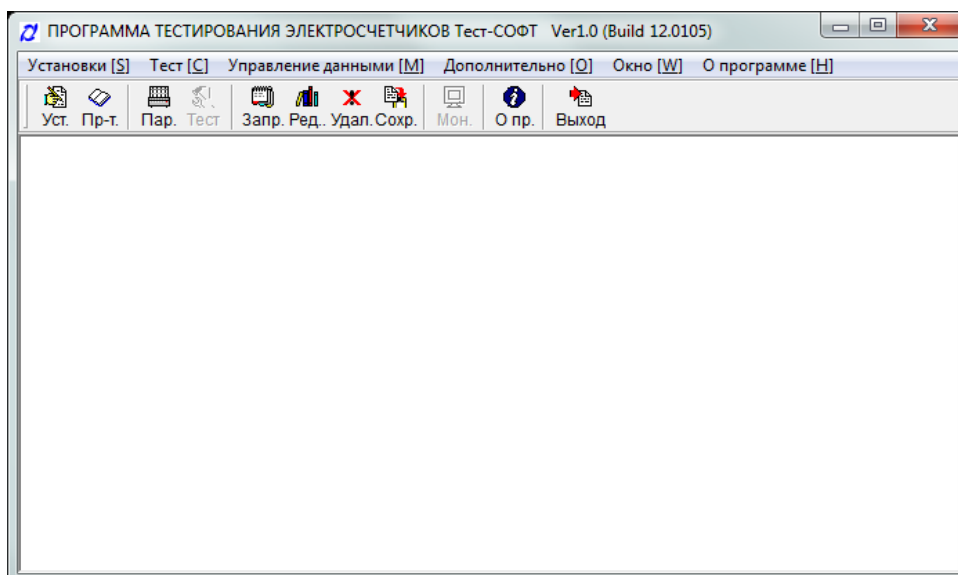 ПРОГРАММА ТЕСТИРОВАНИЯ ЭЛЕКТРОСЧЕТЧИКОВ Тест-СОФТ Ver1.0 (Build 12.0105)
Установки [S] Тест [C] Управление данными [M] Дополнительно [O] Окно [W] О программе [H]
Уст. Пр-т. Пар. Тест Запр. Ред.. Удал. Сохр. Мон. О пр. Выход